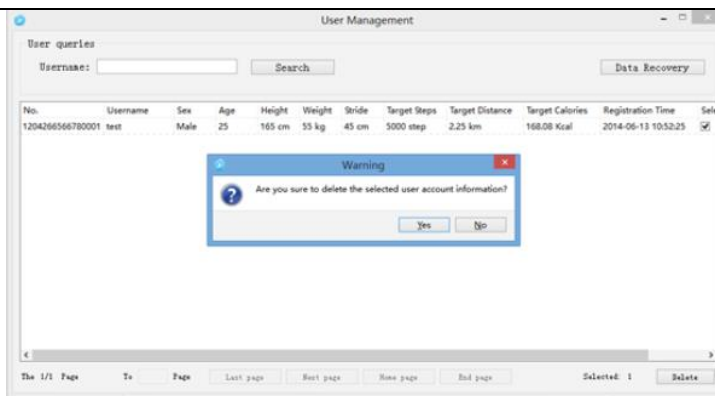 User Management
User queries
Username:
Search
Data Recovery
No. Username Sex Age Height Weight Stride Target Steps Target Distance Target Calories Registration Time Sele
1204266566780001 test Male 25 165 cm 55 kg 45 cm 5000 step 2.25 km 168.08 Kcal 2014-06-13 10:52:25
Warning
Are you sure to delete the selected user account information?
Yes No
The 1/1 Page To Page Last page Next page Home page End page Selected: 1 Delete